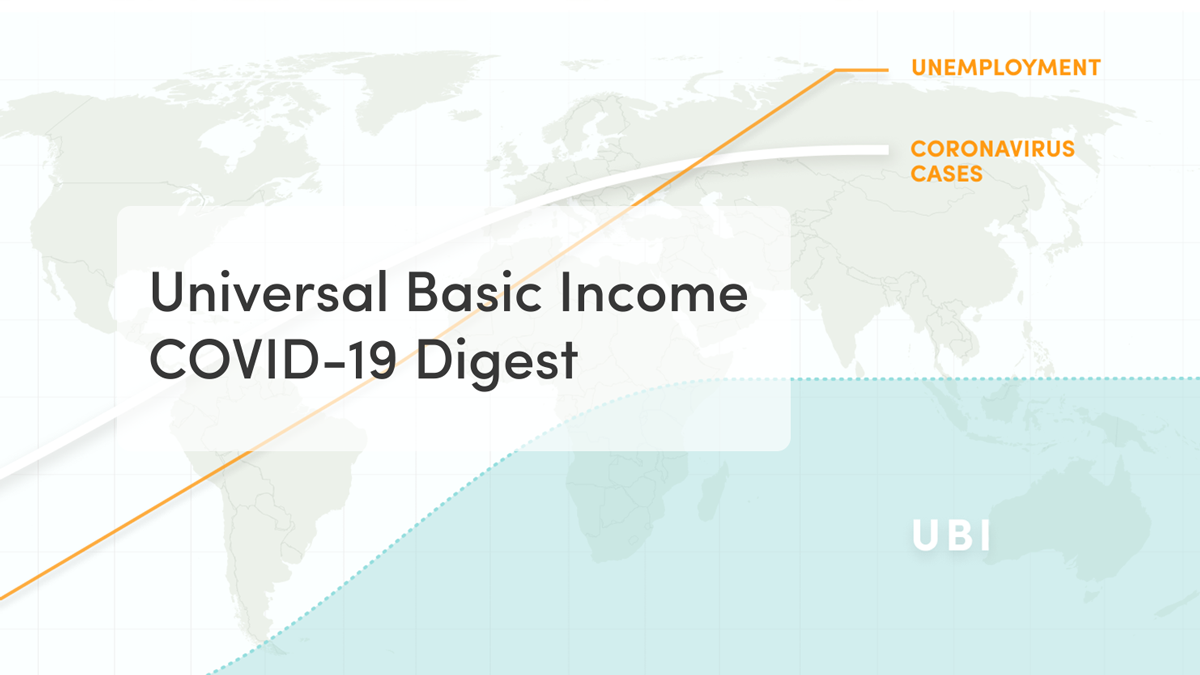 UNEMPLOYMENT
CORONAVIRUS
CASES
Universal Basic Income
COVID-19 Digest
UBI